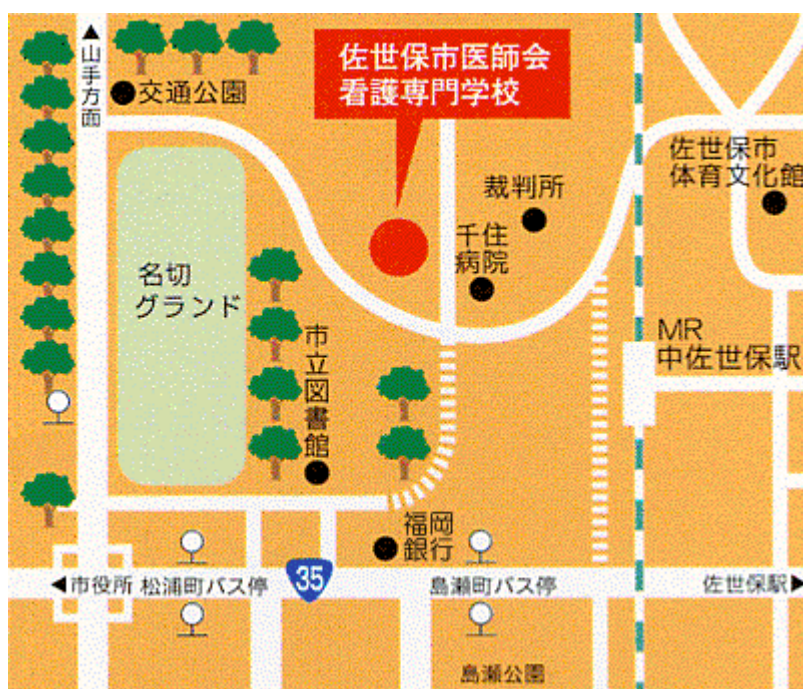 ▲山手方面
●交通公園
佐世保市医師会
看護専門学校
佐世保市
体育文化館
裁判所
千住
病院
名切
グランド
市立図書館
MR
中佐世保駅
福岡
銀行
◀市役所
松浦町バス停
35
島瀬町バス停
佐世保駅▶
島瀬公園